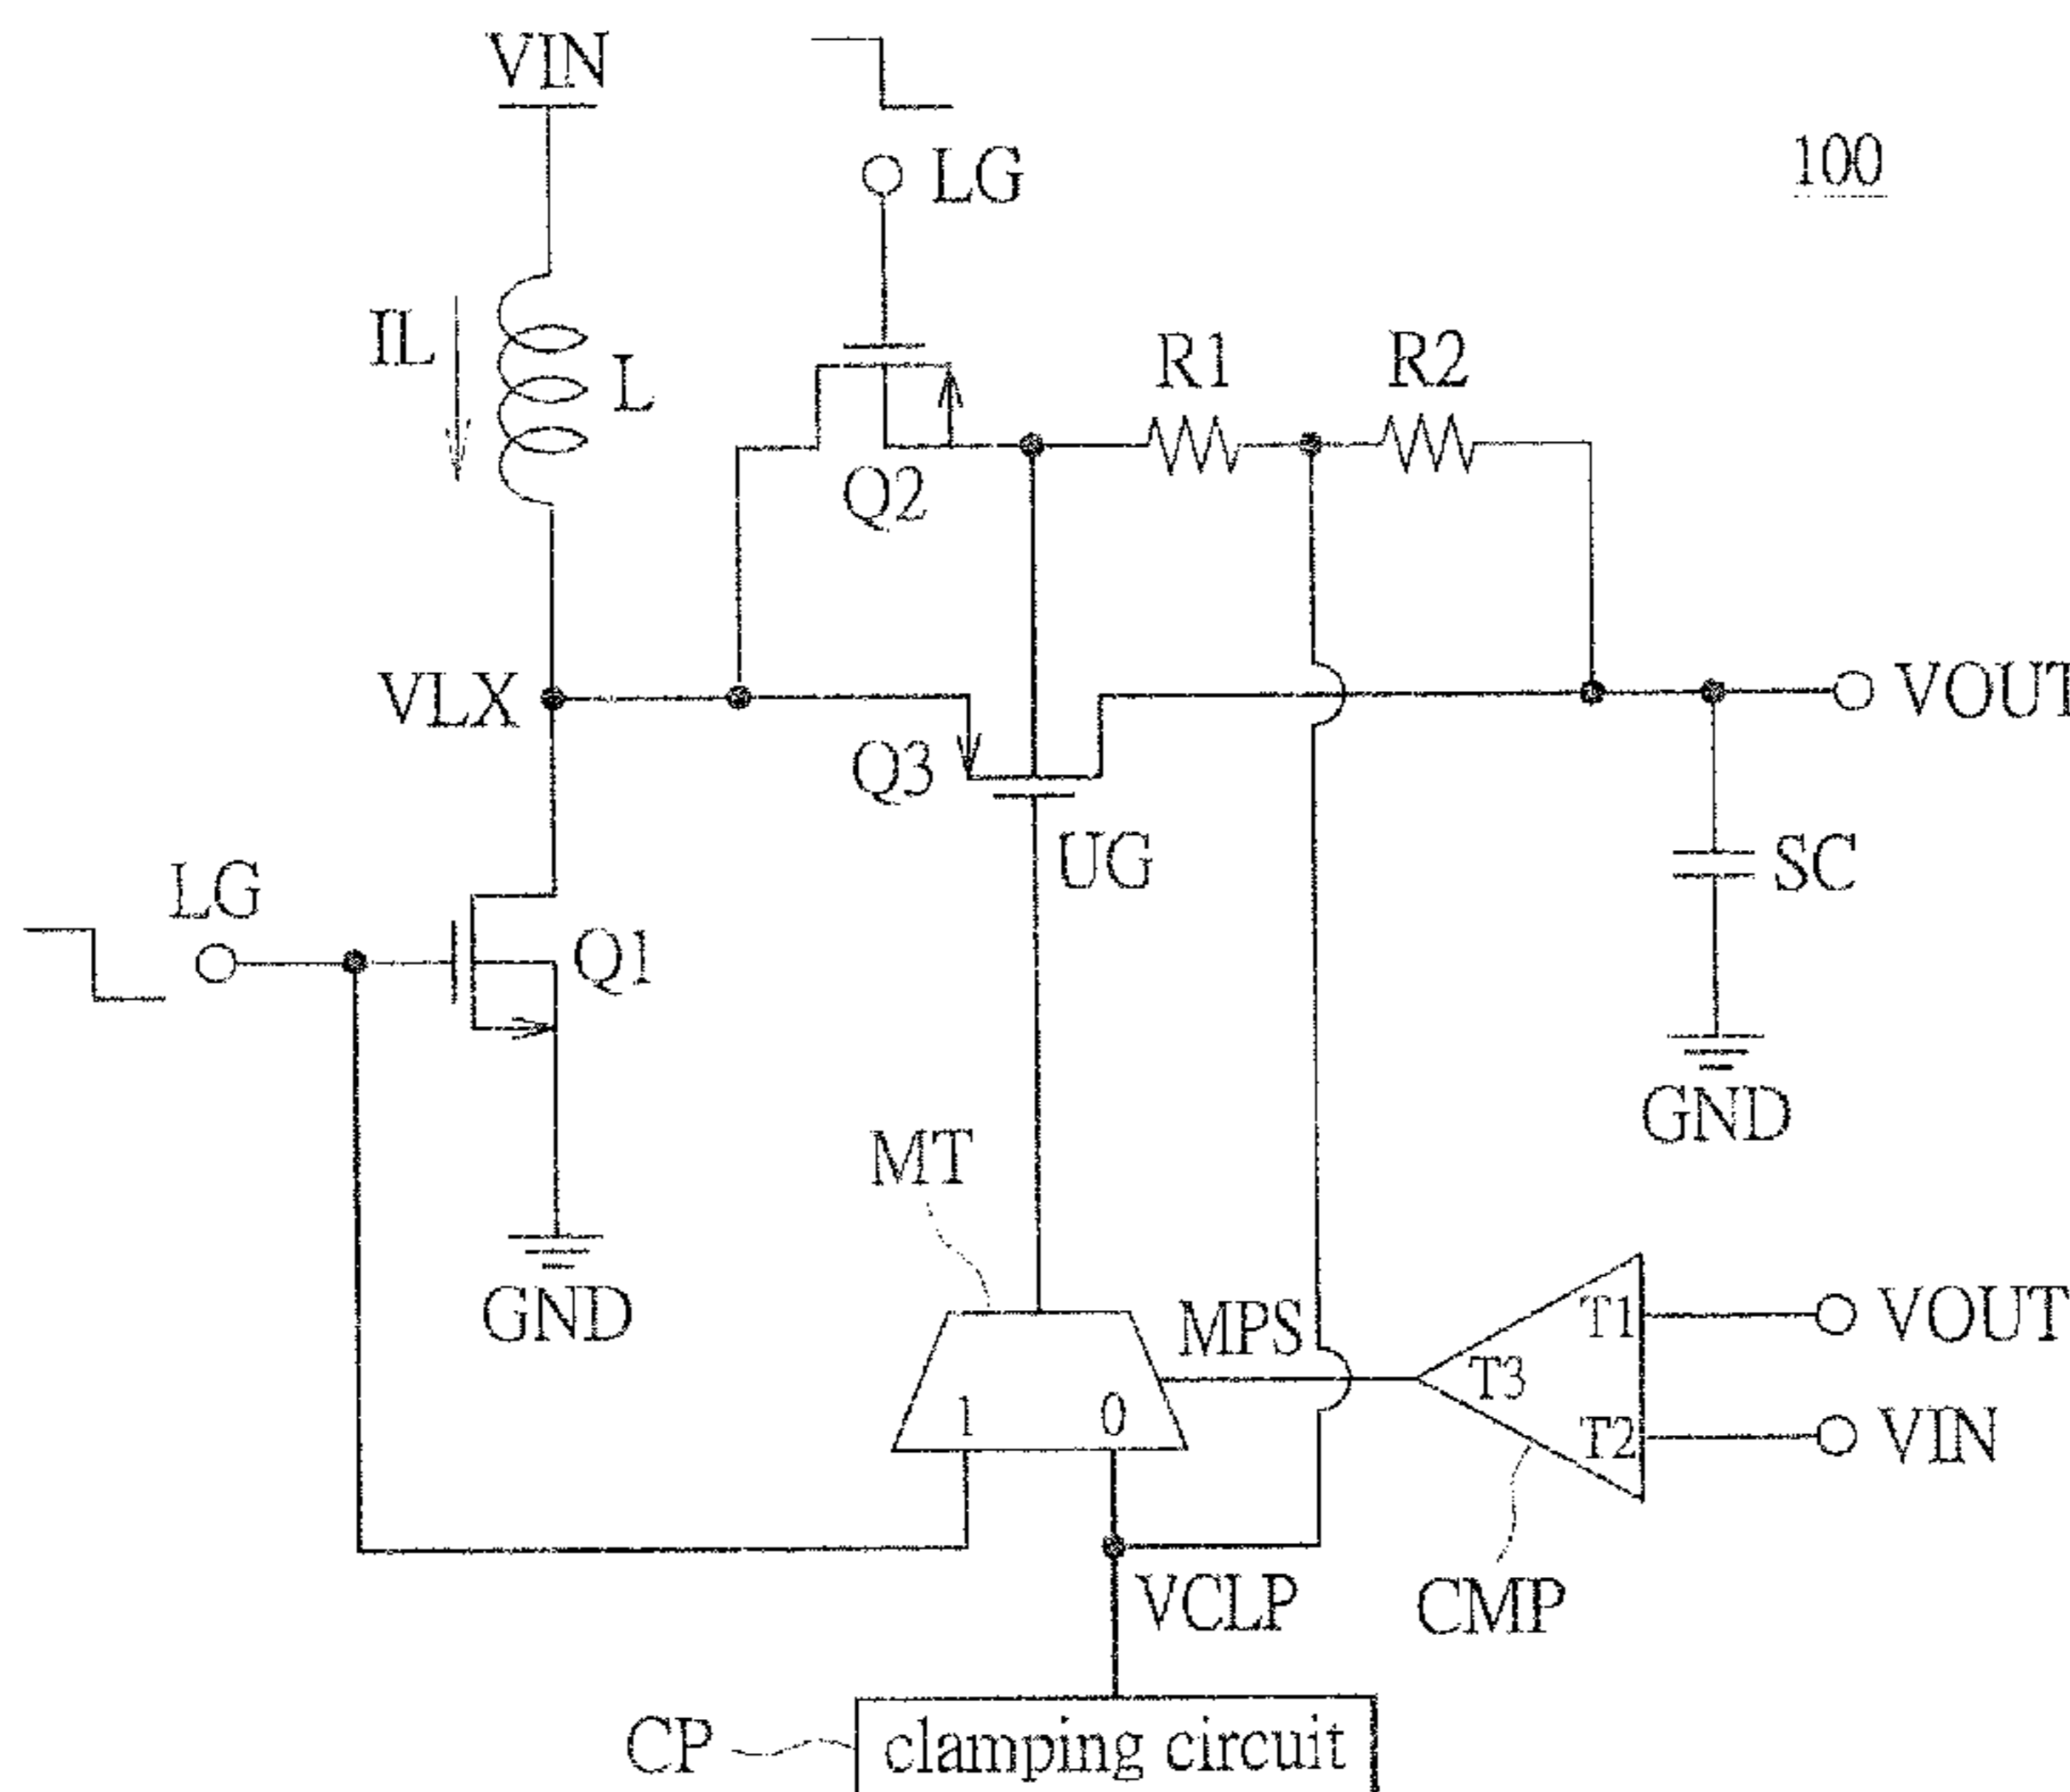 VIN
LG
100
IL
L
R1
R2
Q2
VLX
VOUT
Q3
UG
SC
LG
Q1
GND
GND
MT
MPS
T1
VOUT
T3
1
0
T2
VIN
VCLP
CMP
CP
clamping circuit